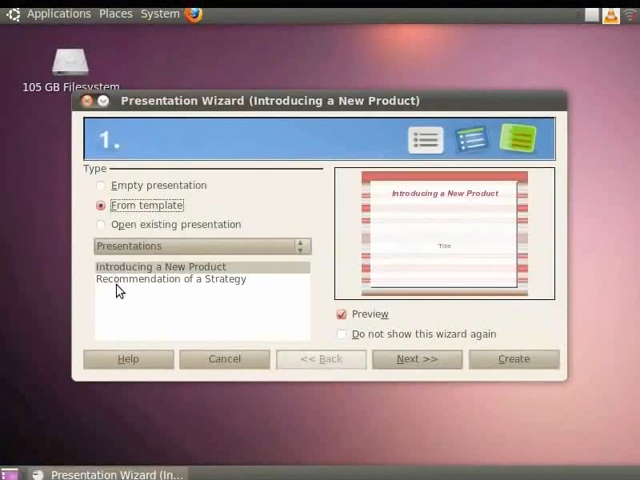 Applications Places System
105 GB Filesystem
Presentation Wizard (Introducing a New Product)
1.
Type
Empty presentation
From template
Open existing presentation
Presentations
Introducing a New Product
Recommendation of a Strategy
Introducing a New Product
Title
Preview
Do not show this wizard again
Help
Cancel
<< Back
Next >>
Create
Presentation Wizard (In...